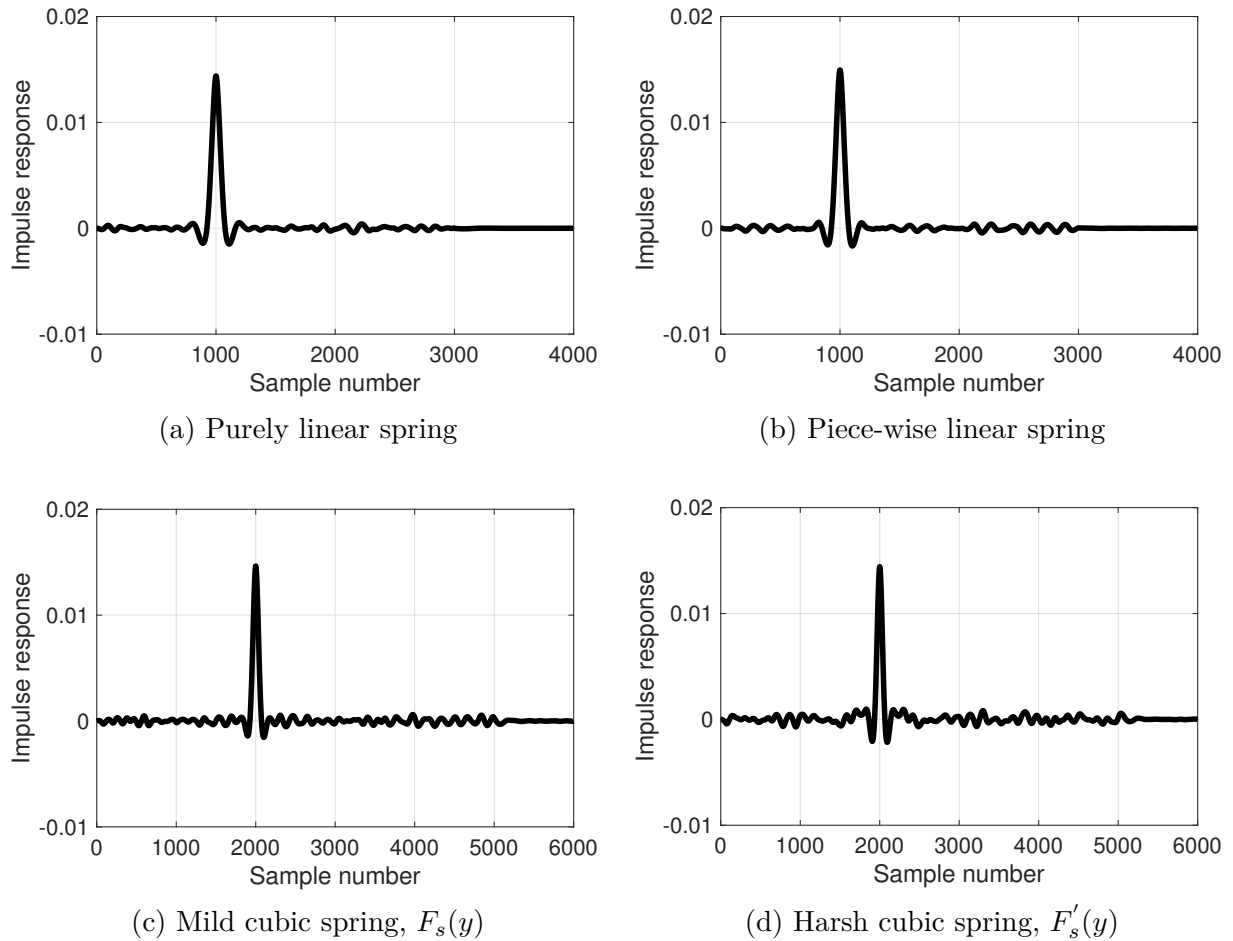 0.02
0.01
0
-0.01
Impulse response
0 1000 2000 3000 4000
Sample number
(a) Purely linear spring
0.02
0.01
0
-0.01
Impulse response
0 1000 2000 3000 4000
Sample number
(b) Piece-wise linear spring
0.02
0.01
0
-0.01
Impulse response
0 1000 2000 3000 4000 5000 6000
Sample number
(c) Mild cubic spring, $F_s(y)$
0.02
0.01
0
-0.01
Impulse response
0 1000 2000 3000 4000 5000 6000
Sample number
(d) Harsh cubic spring, $F_s^{'}(y)$